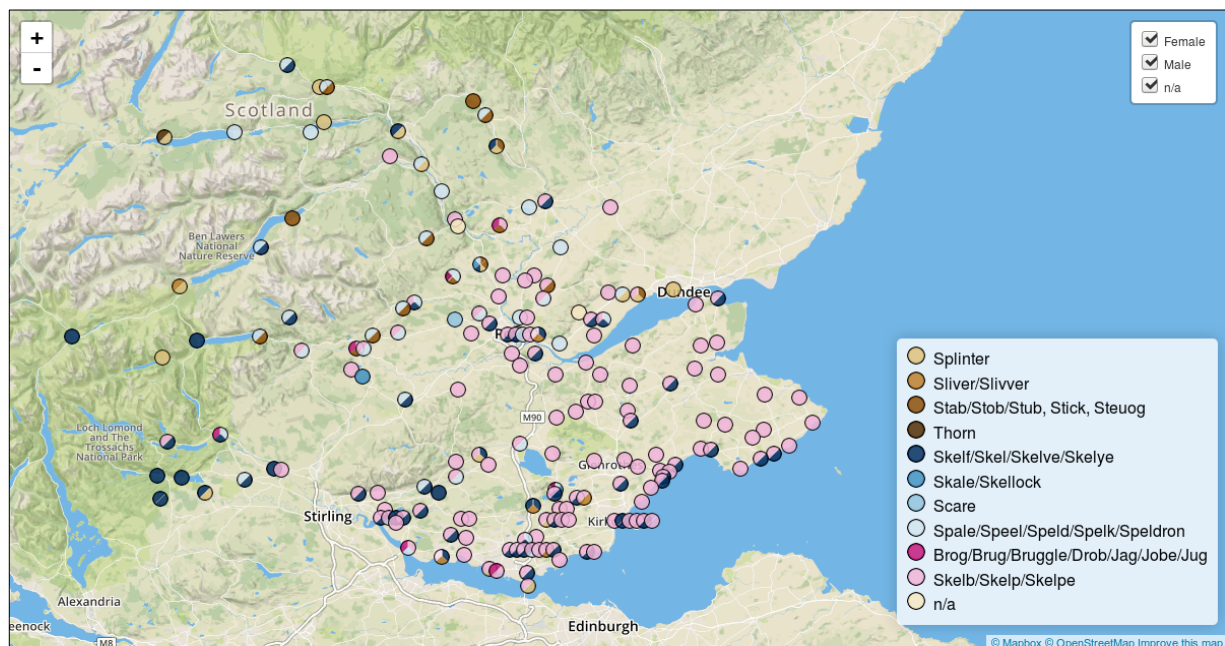 +
-
Female
Male
n/a
Scotland
Ben Lawers
National
Nature Reserve
Dundee
M90
Loch Lomond
and The
Trossachs
National Park
Stirling
Alexandria
M8
Edinburgh
Splinter
Sliver/Slivver
Stab/Stob/Stub, Stick, Steuog
Thorn
Skelf/Skel/Skelve/Skelye
Skale/Skellock
Scare
Spale/Speel/Speld/Spelk/Speldron
Brog/Brug/Bruggle/Drob/Jag/Jobe/Jug
Skelb/Skelp/Skelpe
n/a
© Mapbox © OpenStreetMap Improve this map